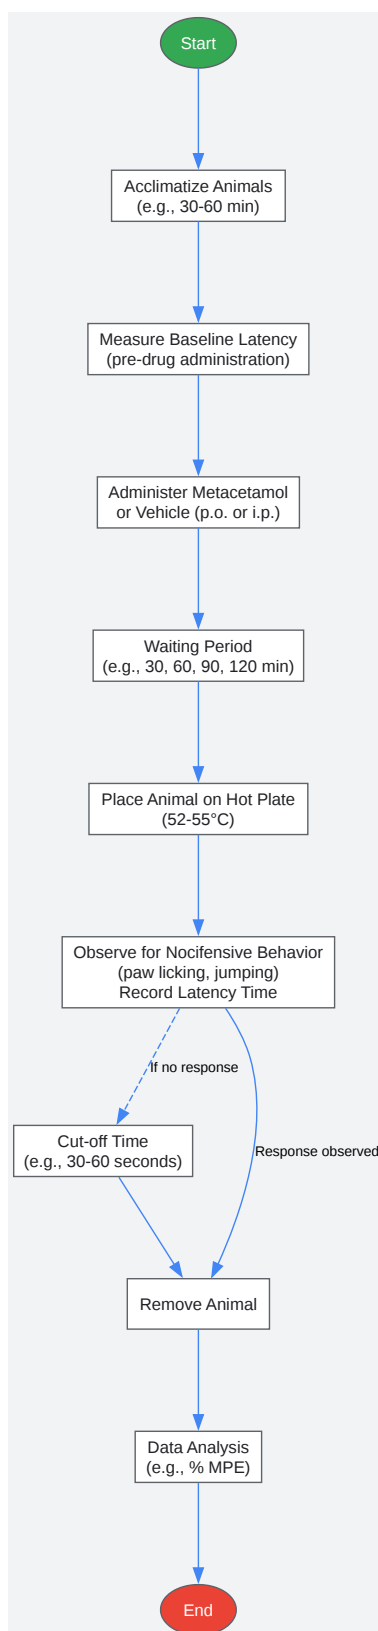 Start
Acclimatize Animals
(e.g., 30-60 min)
Measure Baseline Latency
(pre-drug administration)
Administer Metacetamol
or Vehicle (p.o. or i.p.)
Waiting Period
(e.g., 30, 60, 90, 120 min)
Place Animal on Hot Plate
(52-55°C)
Observe for Nocifensive Behavior
(paw licking, jumping)
Record Latency Time
If no response
Cut-off Time
(e.g., 30-60 seconds)
Response observed
Remove Animal
Data Analysis
(e.g., % MPE)
End